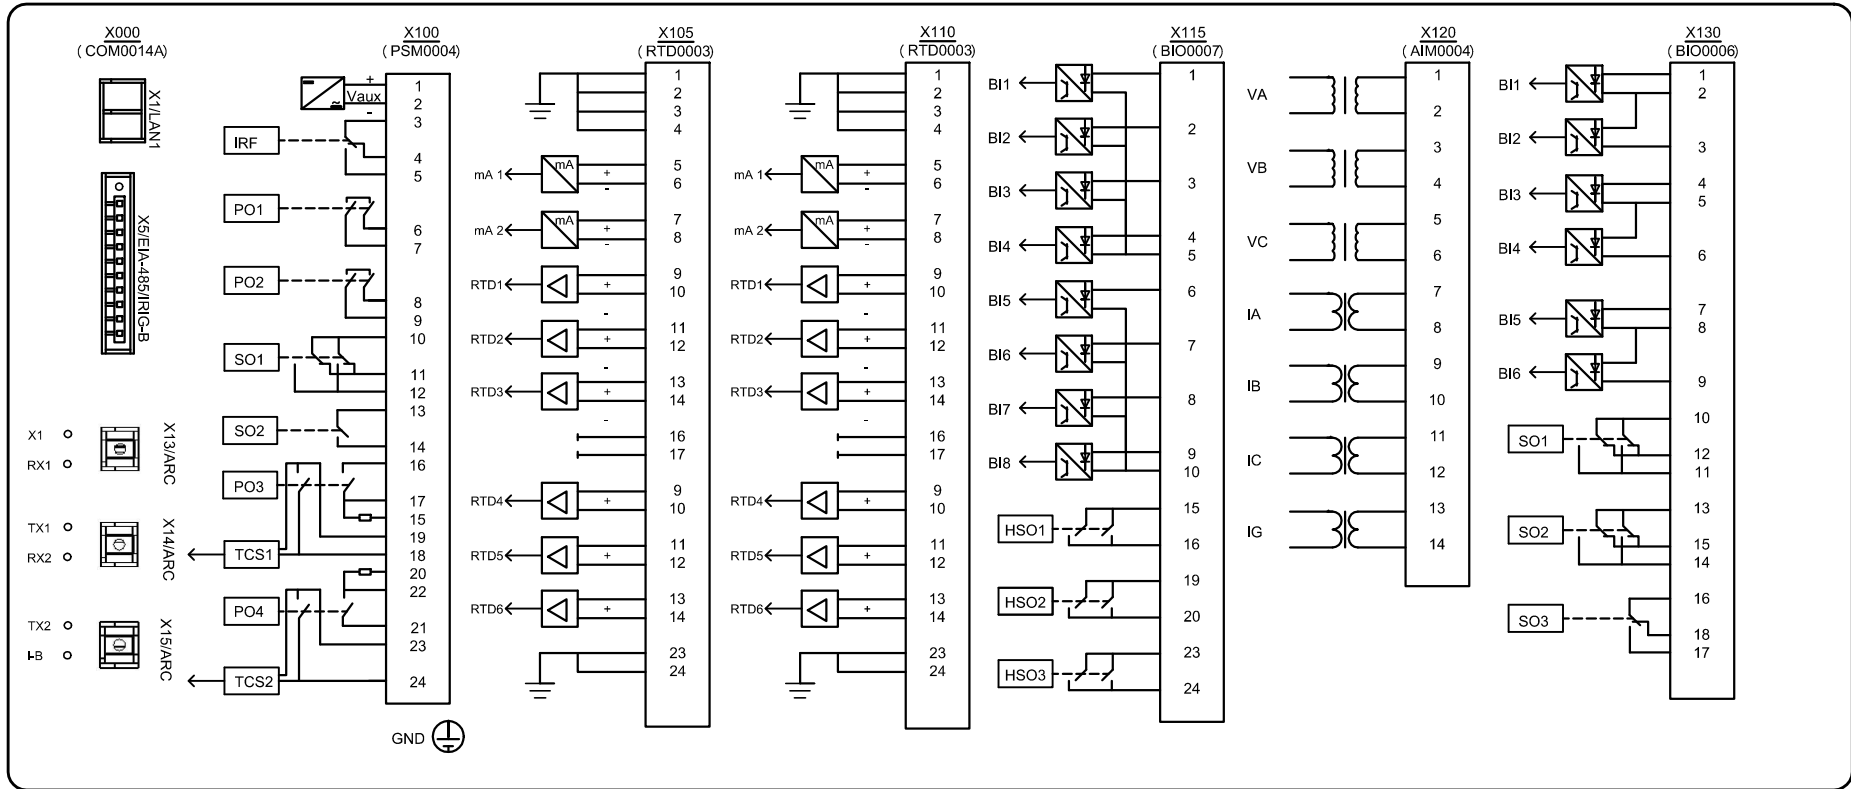 X000
(COM0014A)
X1/LAN1
X5/EIA-485/IRIG-B
X1
RX1
X13/ARC
TX1
RX2
X14/ARC
TX2
I-B
X15/ARC
X100
(PSM0004)
+
Vaux
-
1
2
3
IRF
4
5
PO1
6
7
PO2
8
9
10
SO1
11
12
13
SO2
14
16
PO3
17
15
19
TCS1
18
20
22
PO4
21
23
TCS2
24
GND
X105
(RTD0003)
1
2
3
4
mA 1
mA
+
-
5
6
mA 2
mA
+
-
7
8
RTD1
+
-
9
10
RTD2
+
-
11
12
RTD3
+
-
13
14
16
17
RTD4
+
9
10
RTD5
+
11
12
RTD6
+
13
14
23
24
X110
(RTD0003)
1
2
3
4
mA 1
mA
+
-
5
6
mA 2
mA
+
-
7
8
RTD1
+
-
9
10
RTD2
+
-
11
12
RTD3
+
-
13
14
16
17
RTD4
+
9
10
RTD5
+
11
12
RTD6
+
13
14
23
24
X115
(BIO0007)
BI1
1
BI2
2
BI3
3
BI4
4
5
BI5
6
BI6
7
BI7
8
BI8
9
10
HSO1
15
16
HSO2
19
20
HSO3
23
24
X120
(AIM0004)
VA
1
2
VB
3
4
VC
5
6
IA
7
8
IB
9
10
IC
11
12
IG
13
14
X130
(BIO0006)
BI1
1
2
BI2
3
BI3
4
5
BI4
6
BI5
7
8
BI6
9
10
SO1
12
11
13
SO2
15
14
16
SO3
18
17